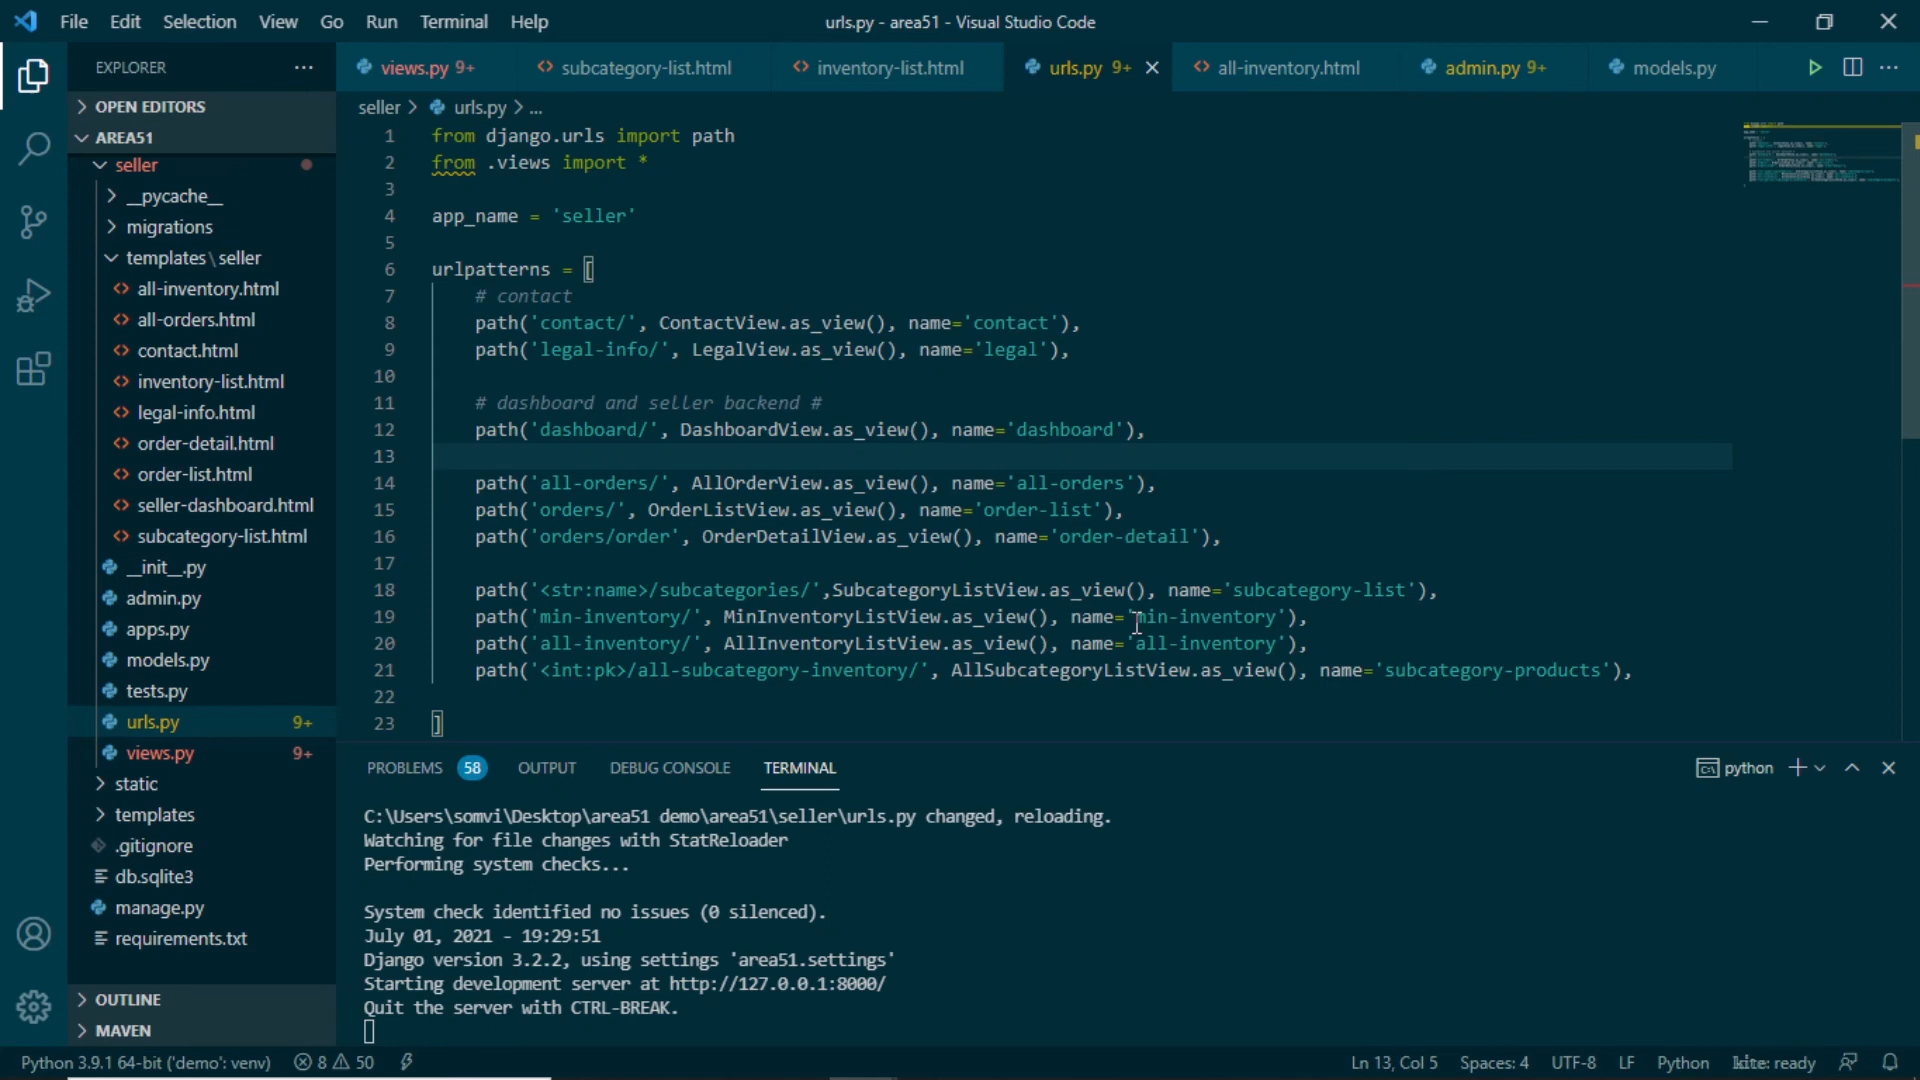 File Edit Selection View Go Run Terminal Help
urls.py - area51 - Visual Studio Code
EXPLORER
OPEN EDITORS
AREA51
seller
__pycache__
migrations
templates\seller
all-inventory.html
all-orders.html
contact.html
inventory-list.html
legal-info.html
order-detail.html
order-list.html
seller-dashboard.html
subcategory-list.html
__init__.py
admin.py
apps.py
models.py
tests.py
urls.py 9+
views.py 9+
static
templates
.gitignore
db.sqlite3
manage.py
requirements.txt
OUTLINE
MAVEN
views.py 9+ subcategory-list.html inventory-list.html urls.py 9+ all-inventory.html admin.py 9+ models.py
seller > urls.py > ...
1 from django.urls import path
2 from .views import *
3
4 app_name = 'seller'
5
6 urlpatterns = [
7 # contact
8 path('contact/', ContactView.as_view(), name='contact'),
9 path('legal-info/', LegalView.as_view(), name='legal'),
10
11 # dashboard and seller backend #
12 path('dashboard/', DashboardView.as_view(), name='dashboard'),
13
14 path('all-orders/', AllOrderView.as_view(), name='all-orders'),
15 path('orders/', OrderListView.as_view(), name='order-list'),
16 path('orders/order', OrderDetailView.as_view(), name='order-detail'),
17
18 path('<str:name>/subcategories/',SubcategoryListView.as_view(), name='subcategory-list'),
19 path('min-inventory/', MinInventoryListView.as_view(), name='min-inventory'),
20 path('all-inventory/', AllInventoryListView.as_view(), name='all-inventory'),
21 path('<int:pk>/all-subcategory-inventory/', AllSubcategoryListView.as_view(), name='subcategory-products'),
22
23 ]
PROBLEMS 58 OUTPUT DEBUG CONSOLE TERMINAL
python
C:\Users\somvi\Desktop\area51 demo\area51\seller\urls.py changed, reloading.
Watching for file changes with StatReloader
Performing system checks...
System check identified no issues (0 silenced).
July 01, 2021 - 19:29:51
Django version 3.2.2, using settings 'area51.settings'
Starting development server at http://127.0.0.1:8000/
Quit the server with CTRL-BREAK.
Python 3.9.1 64-bit ('demo': venv) 8 50
Ln 13, Col 5 Spaces: 4 UTF-8 LF Python kite: ready